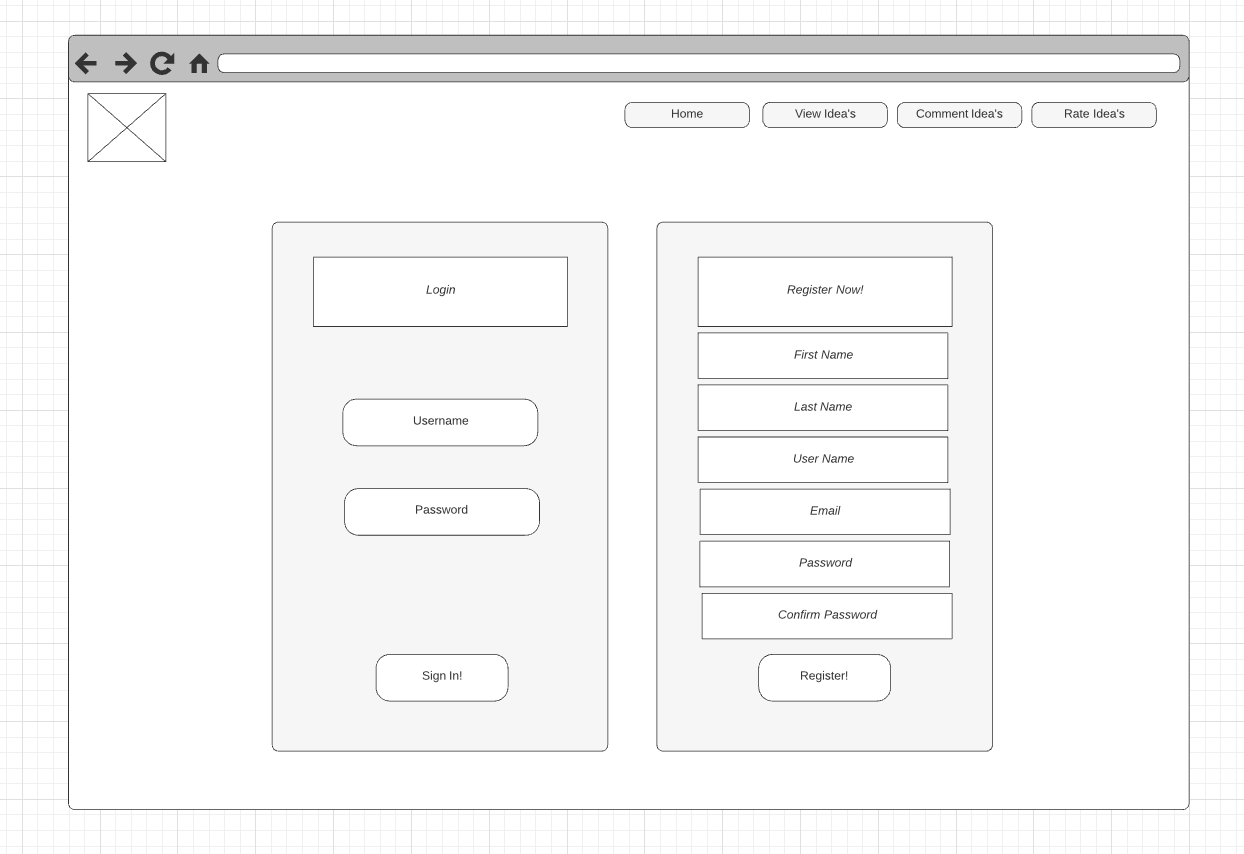 Home
View Idea's
Comment Idea's
Rate Idea's
Login
Username
Password
Sign In!
Register Now!
First Name
Last Name
User Name
Email
Password
Confirm Password
Register!